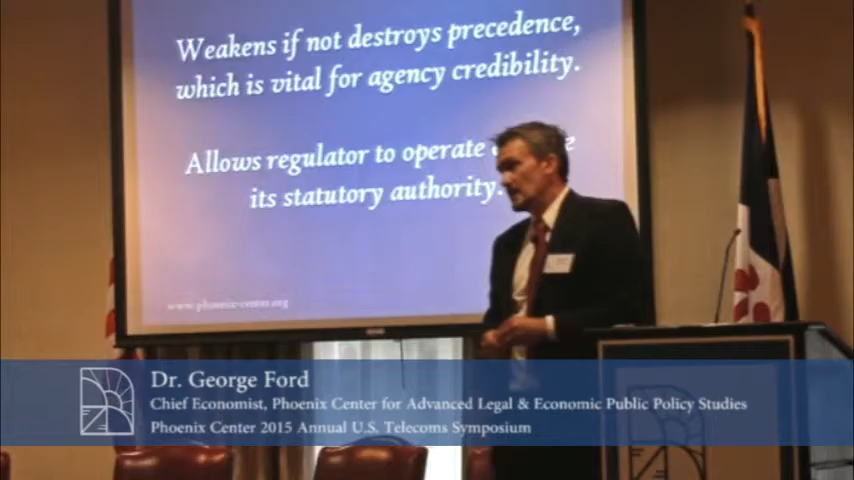 Weakens if not destroys precedence,
which is vital for agency credibility.
Allows regulator to operate
its statutory authority.
www.phoenix-center.org
Dr. George Ford
Chief Economist, Phoenix Center for Advanced Legal & Economic Public Policy Studies
Phoenix Center 2015 Annual U.S. Telecoms Symposium